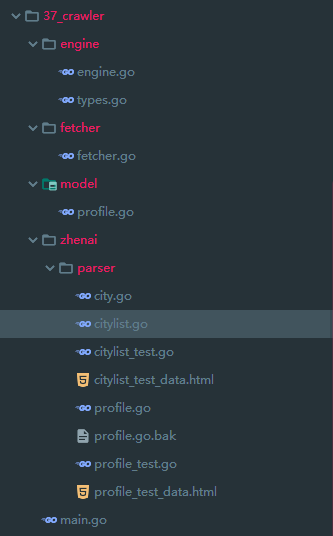 37_crawler
engine
engine.go
types.go
fetcher
fetcher.go
model
profile.go
zhenai
parser
city.go
citylist.go
citylist_test.go
citylist_test_data.html
profile.go
profile.go.bak
profile_test.go
profile_test_data.html
main.go